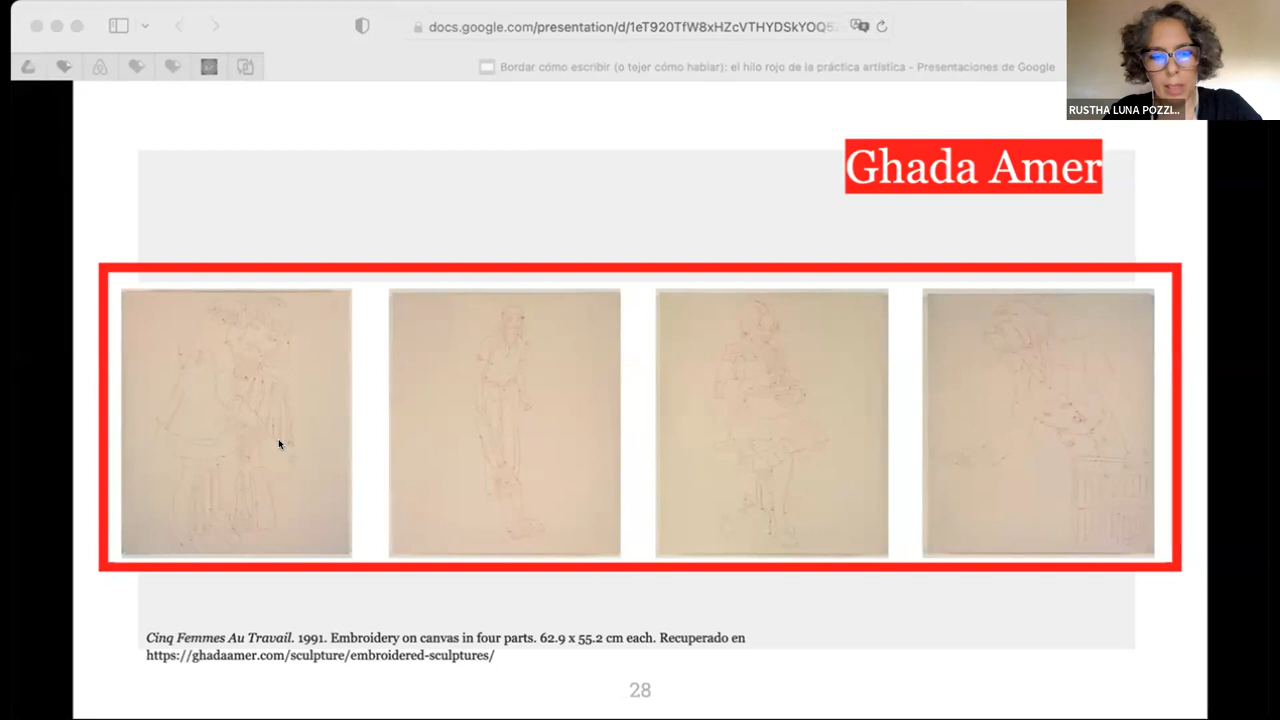 docs.google.com/presentation/d/1eT920TfW8xHZcVTHYDSkYOQ5
Bordar cómo escribir (o tejer cómo hablar): el hilo rojo de la práctica artística - Presentaciones de Google
RUSTHA LUNA POZZI...
Ghada Amer
Cinq Femmes Au Travail. 1991. Embroidery on canvas in four parts. 62.9 x 55.2 cm each. Recuperado en
https://ghadaamer.com/sculpture/embroidered-sculptures/
28